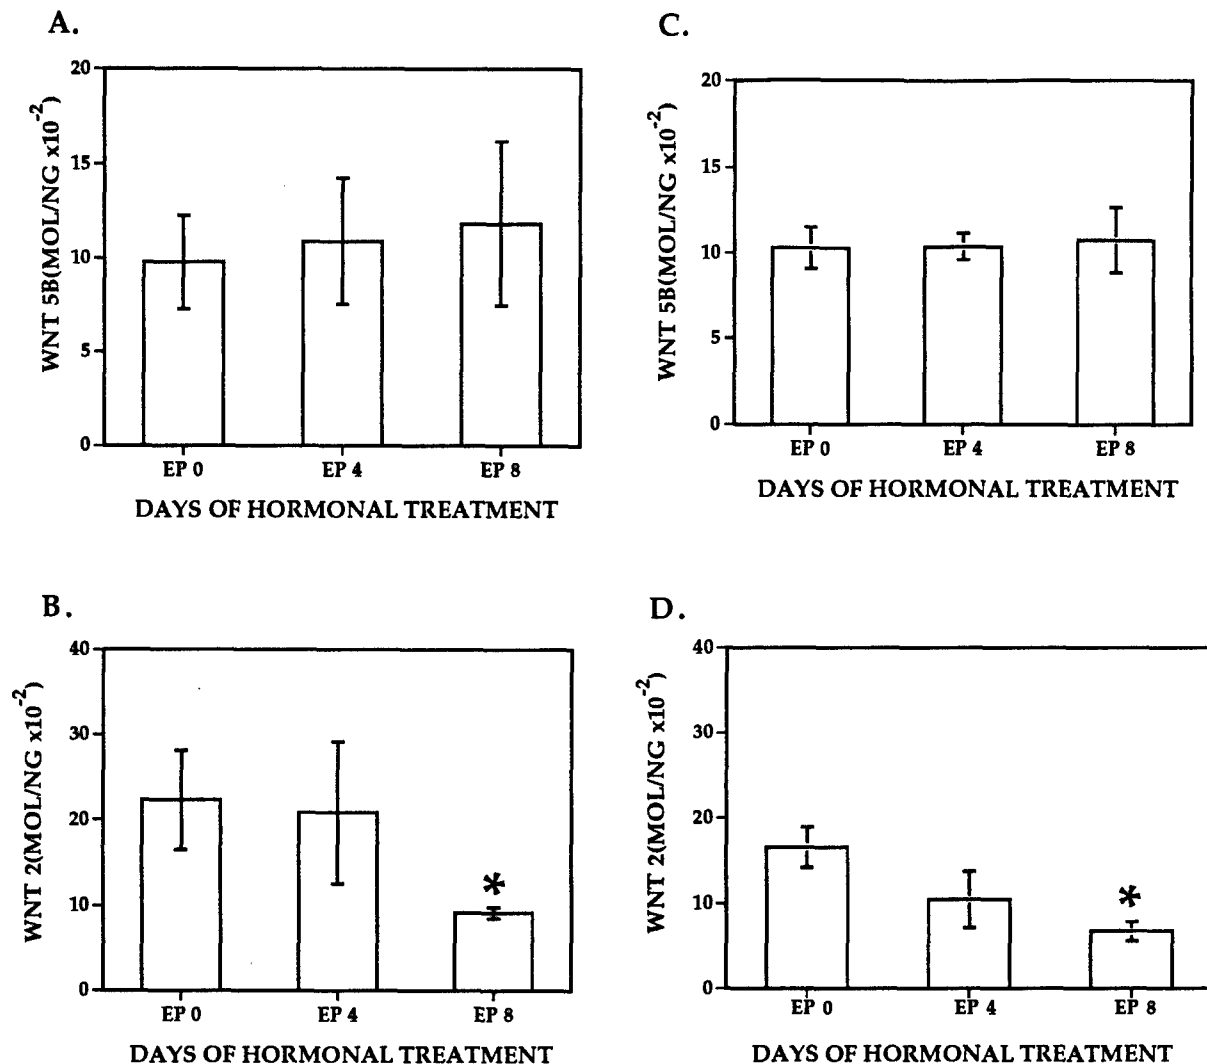 A.
WNT 5B(MOL/NG x10-2)
20
15
10
5
0
EP 0 EP 4 EP 8
DAYS OF HORMONAL TREATMENT
C.
WNT 5B(MOL/NG x10-2)
20
15
10
5
0
EP 0 EP 4 EP 8
DAYS OF HORMONAL TREATMENT
B.
WNT 2(MOL/NG x10-2)
40
30
20
10
0
*
EP 0 EP 4 EP 8
DAYS OF HORMONAL TREATMENT
D.
WNT 2(MOL/NG x10-2)
40
30
20
10
0
*
EP 0 EP 4 EP 8
DAYS OF HORMONAL TREATMENT